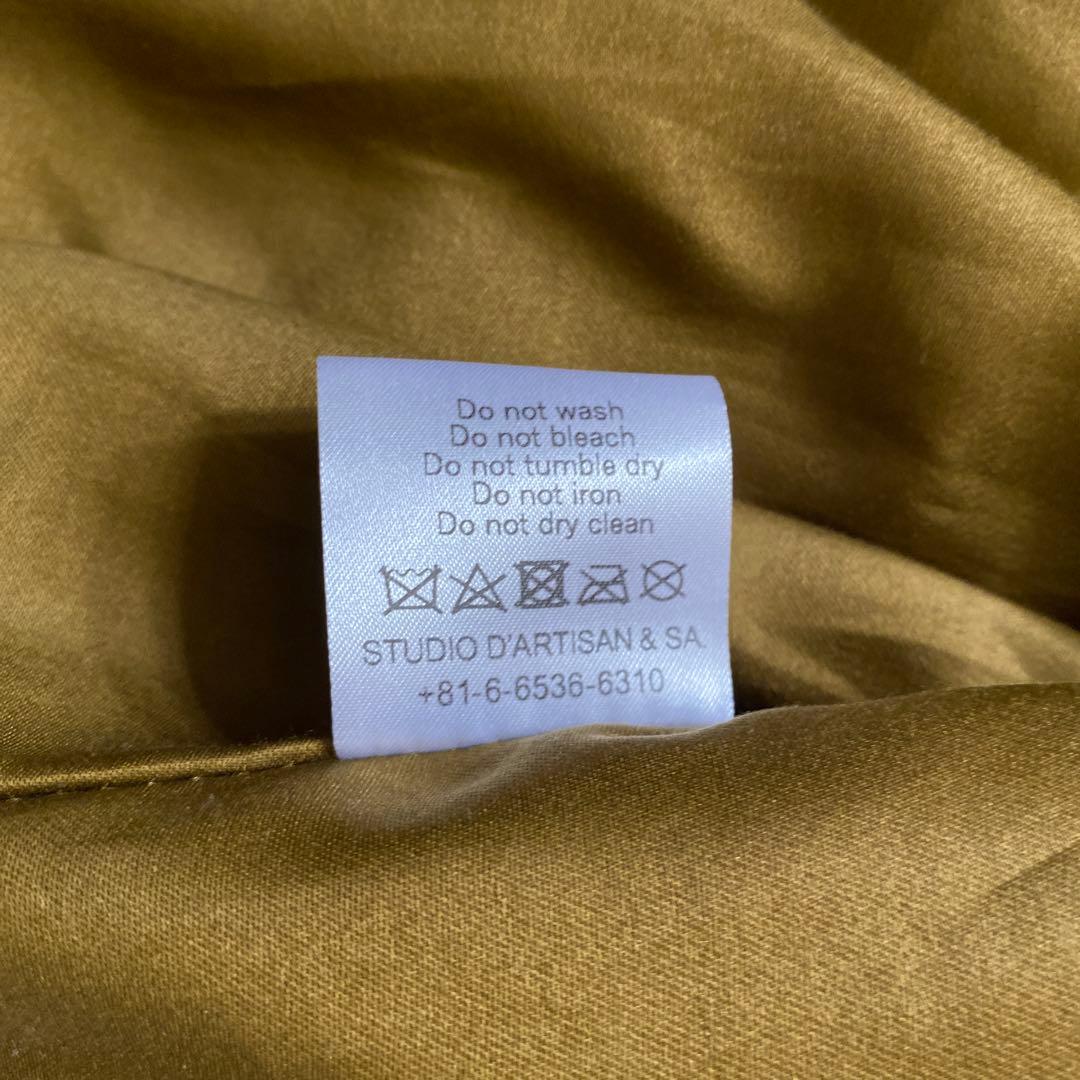 Do not wash
Do not bleach
Do not tumble dry
Do not iron
Do not dry clean
STUDIO D'ARTISAN & SA.
+81-6-6536-6310